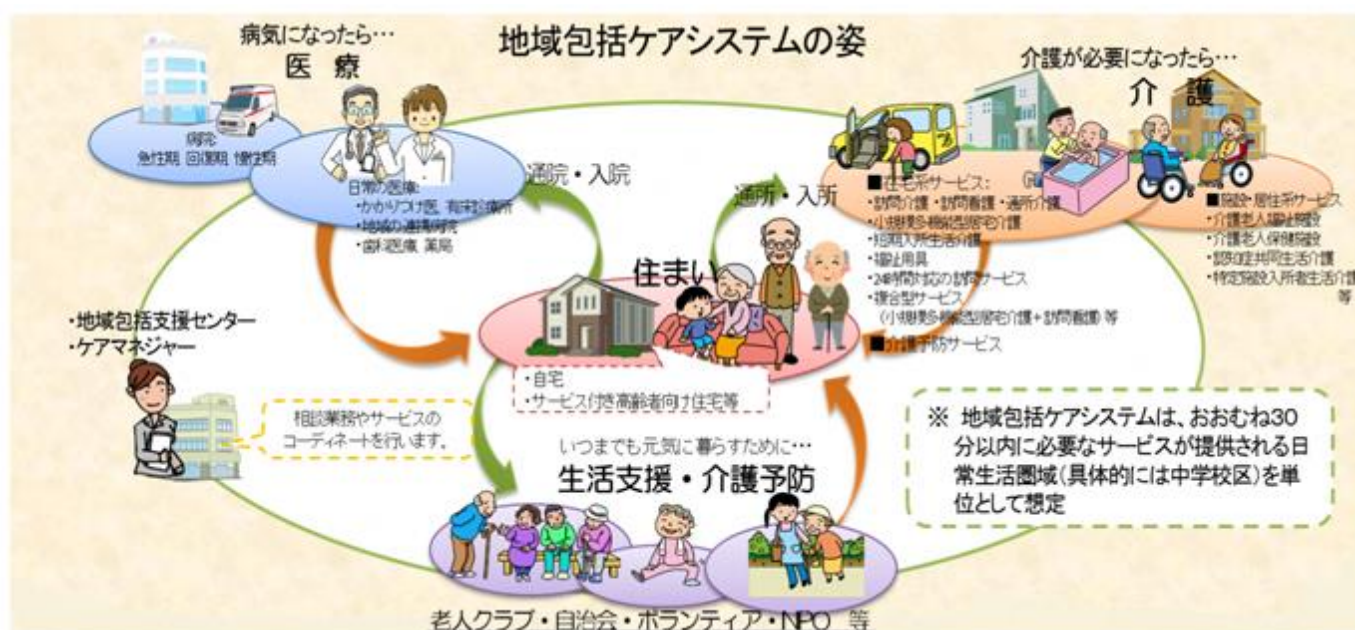 地域包括ケアシステムの姿
病気になったら…
医 療
病院:
急性期、回復期、慢性期
日常の医療:
・かかりつけ医、有床診療所
・地域の連携病院
・歯科医療、薬局
通院・入院
通所・入所
介護が必要になったら…
介 護
■在宅系サービス:
・訪問介護・訪問看護・通所介護
・小規模多機能型居宅介護
・短期入所生活介護
・福祉用具
・24時間対応の訪問サービス
・複合型サービス
(小規模多機能型居宅介護+訪問看護)等
■介護予防サービス
■施設・居住系サービス
・介護老人福祉施設
・介護老人保健施設
・認知症共同生活介護
・特定施設入所者生活介護
等
住まい
・自宅
・サービス付き高齢者向け住宅等
・地域包括支援センター
・ケアマネジャー
相談業務やサービスの
コーディネートを行います。
いつまでも元気に暮らすために…
生活支援・介護予防
老人クラブ・自治会・ボランティア・NPO 等
※ 地域包括ケアシステムは、おおむね30
分以内に必要なサービスが提供される日
常生活圏域(具体的には中学校区)を単
位として想定